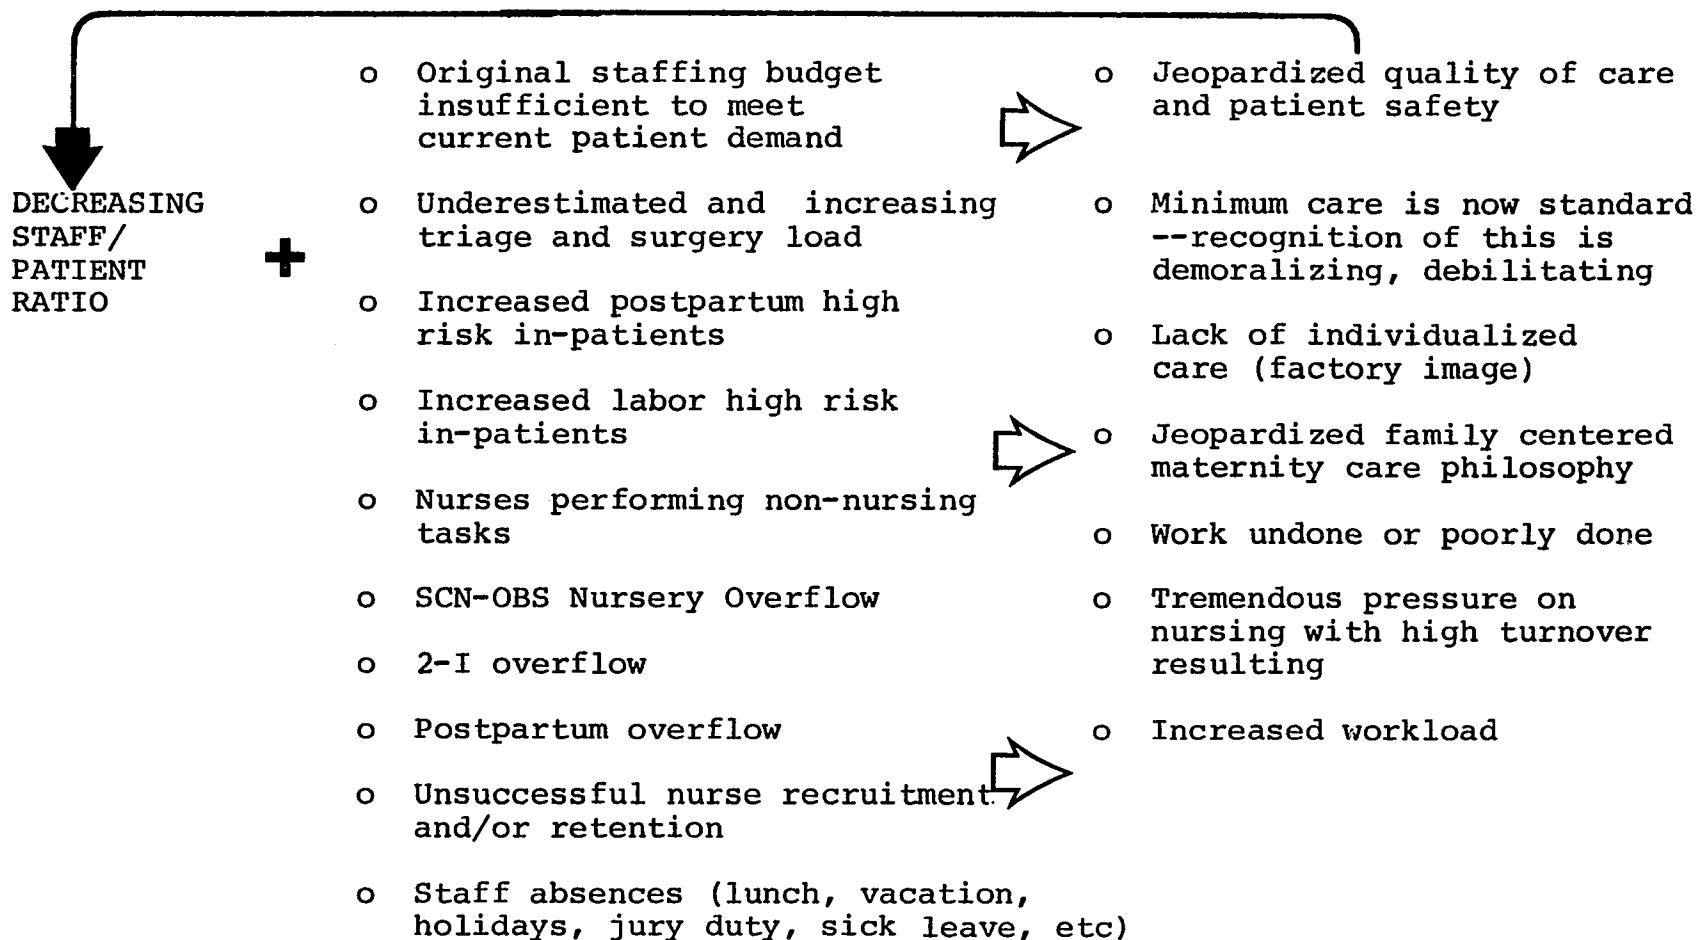 DECREASING
STAFF/
PATIENT
RATIO
+
o Original staffing budget
insufficient to meet
current patient demand
o Underestimated and increasing
triage and surgery load
o Increased postpartum high
risk in-patients
o Increased labor high risk
in-patients
o Nurses performing non-nursing
tasks
o SCN-OBS Nursery Overflow
o 2-I overflow
o Postpartum overflow
o Unsuccessful nurse recruitment
and/or retention
o Staff absences (lunch, vacation,
holidays, jury duty, sick leave, etc)
o Jeopardized quality of care
and patient safety
o Minimum care is now standard
--recognition of this is
demoralizing, debilitating
o Lack of individualized
care (factory image)
o Jeopardized family centered
maternity care philosophy
o Work undone or poorly done
o Tremendous pressure on
nursing with high turnover
resulting
o Increased workload